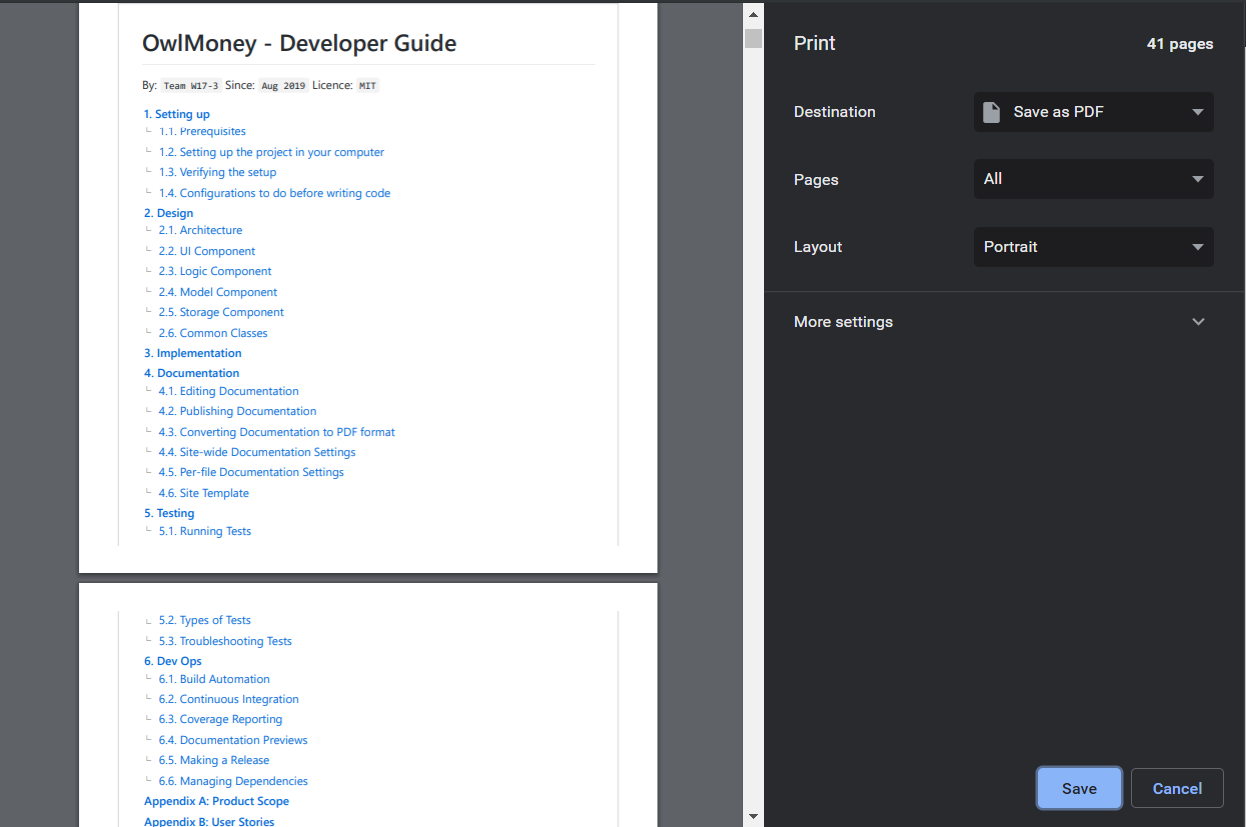 OwlMoney - Developer Guide
By: Team W17-3 Since: Aug 2019 Licence: MIT
1. Setting up
1.1. Prerequisites
1.2. Setting up the project in your computer
1.3. Verifying the setup
1.4. Configurations to do before writing code
2. Design
2.1. Architecture
2.2. UI Component
2.3. Logic Component
2.4. Model Component
2.5. Storage Component
2.6. Common Classes
3. Implementation
4. Documentation
4.1. Editing Documentation
4.2. Publishing Documentation
4.3. Converting Documentation to PDF format
4.4. Site-wide Documentation Settings
4.5. Per-file Documentation Settings
4.6. Site Template
5. Testing
5.1. Running Tests
5.2. Types of Tests
5.3. Troubleshooting Tests
6. Dev Ops
6.1. Build Automation
6.2. Continuous Integration
6.3. Coverage Reporting
6.4. Documentation Previews
6.5. Making a Release
6.6. Managing Dependencies
Appendix A: Product Scope
Appendix B: User Stories
Print 41 pages
Destination Save as PDF
Pages All
Layout Portrait
More settings
Save Cancel